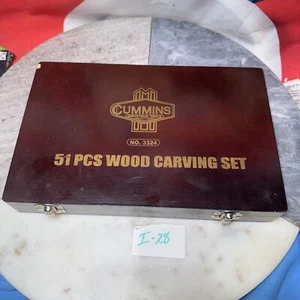 CUMMINS
NO. 3324
51 PCS WOOD CARVING SET
I-28